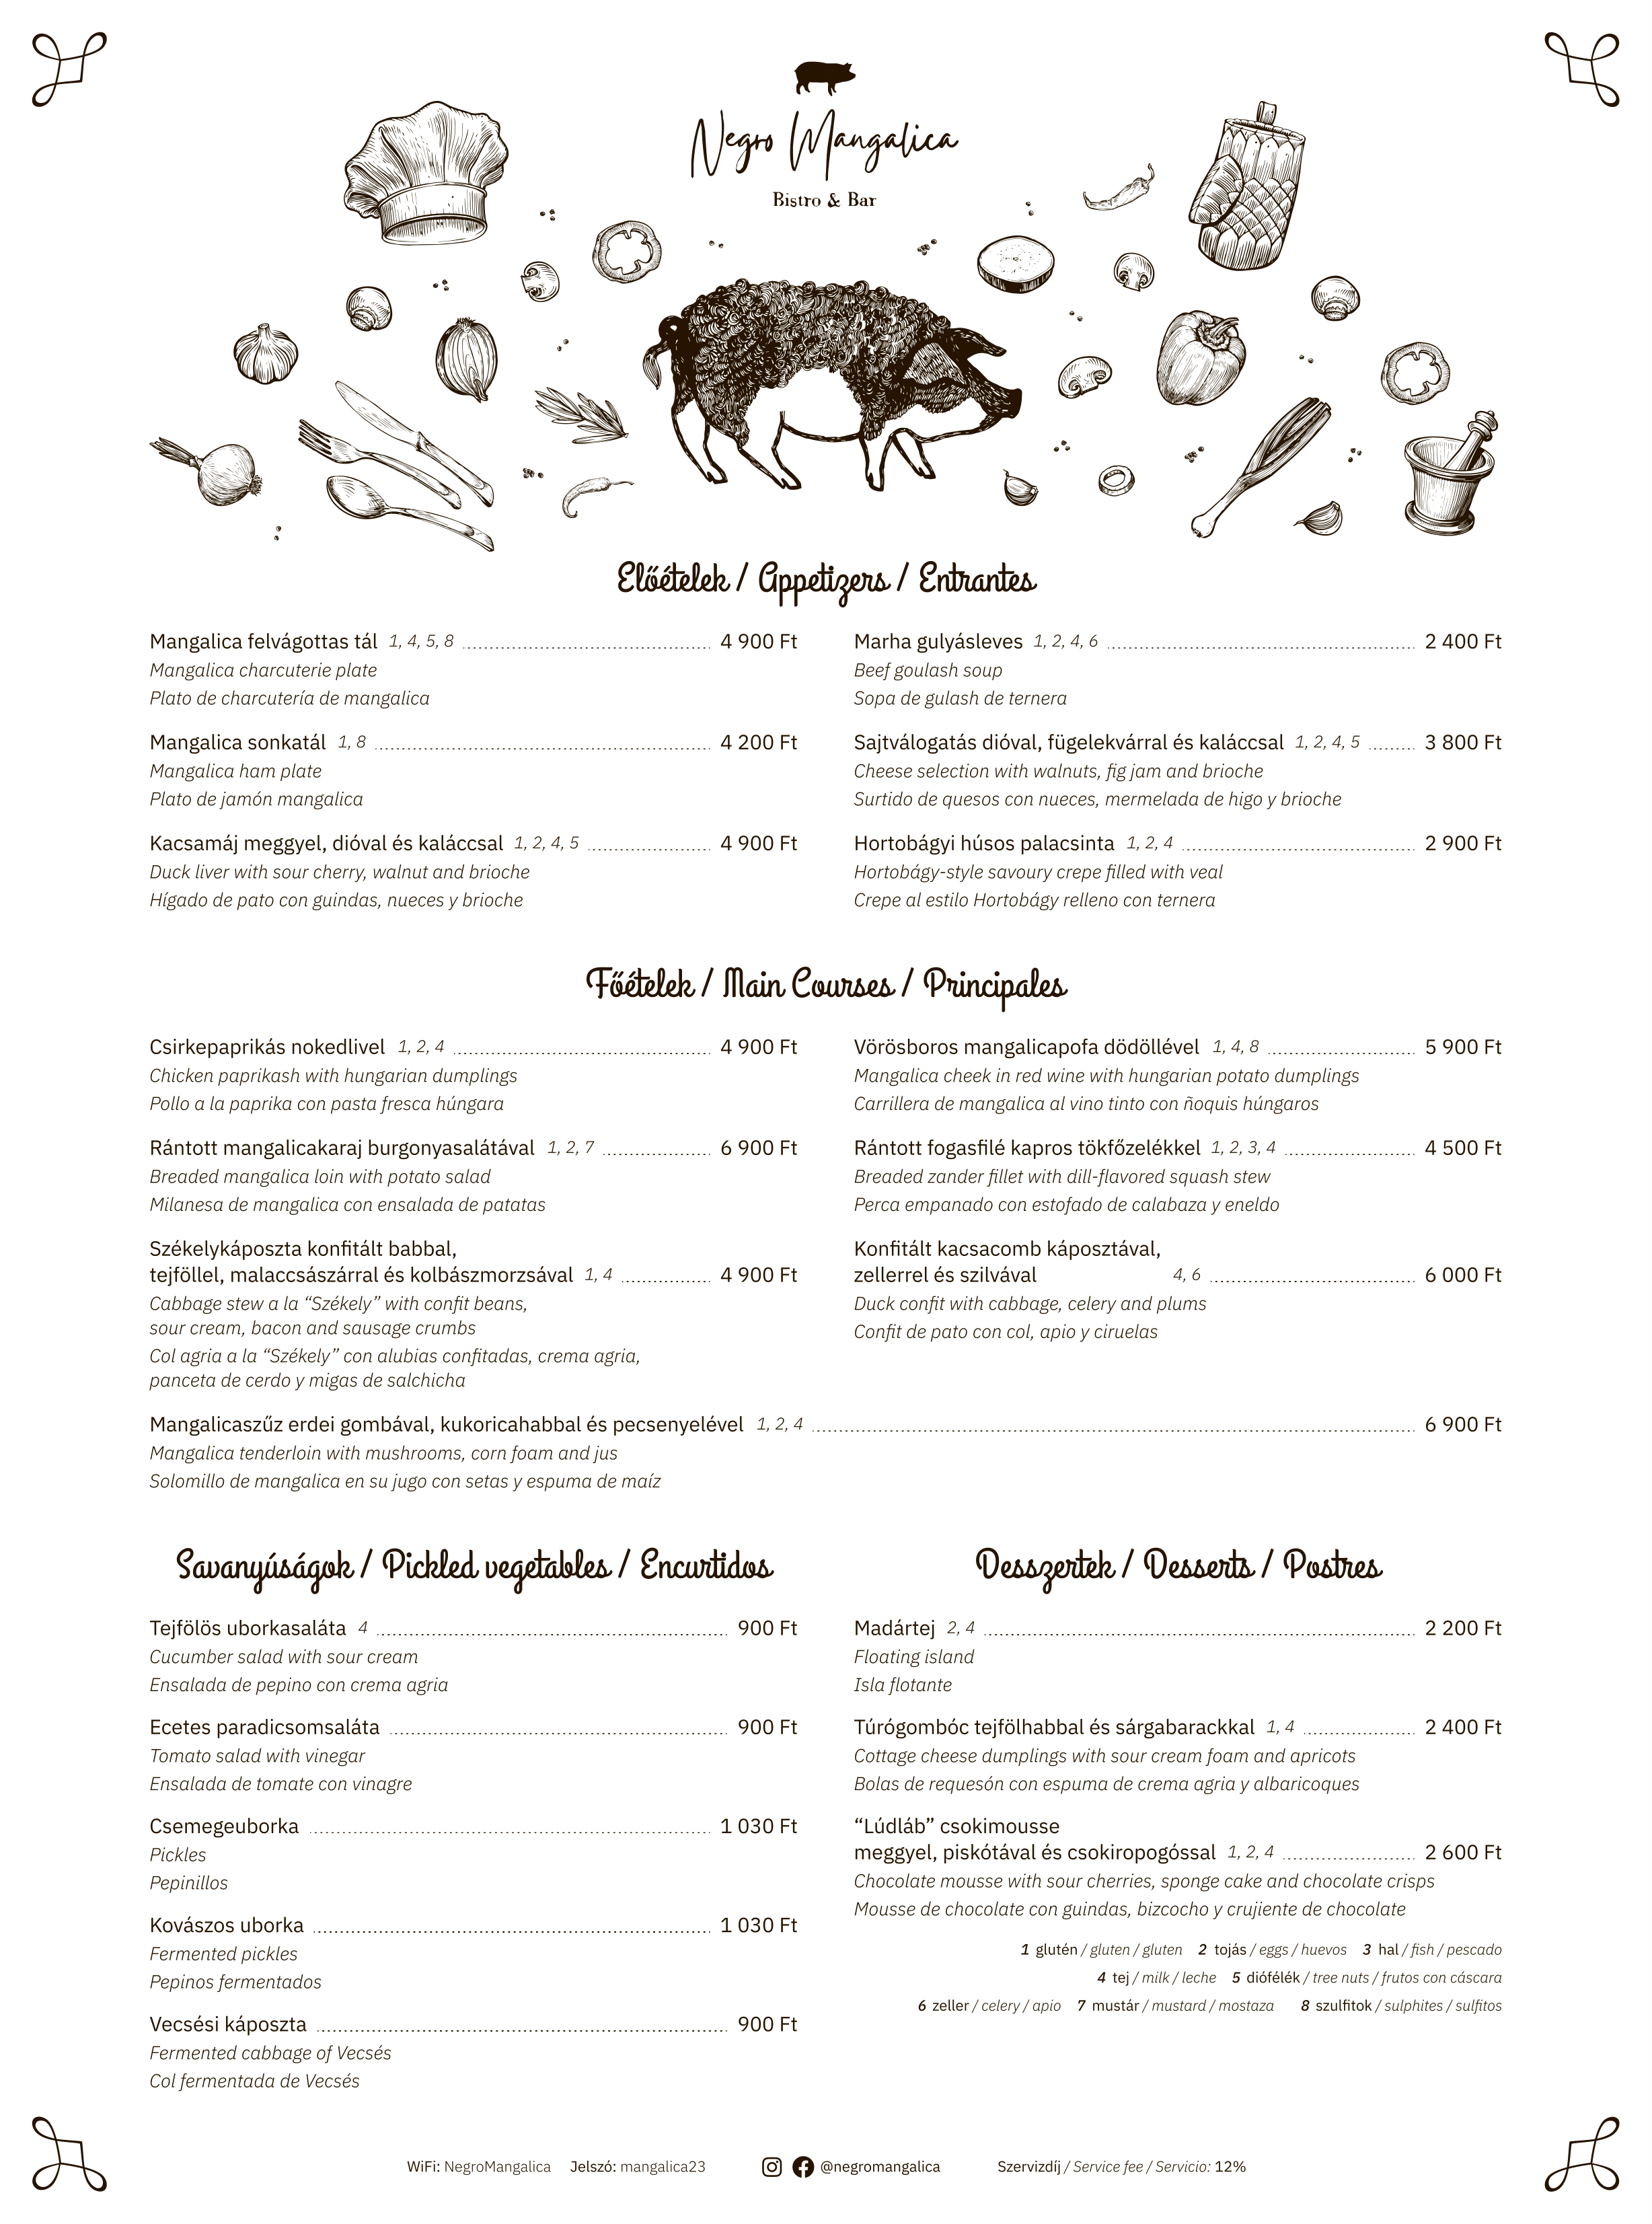 Negro Mangalica
Bistro & Bar
Előételek / Appetizers / Entrantes
Mangalica felvágottas tál 1, 4, 5, 8 4 900 Ft
Mangalica charcuterie plate
Plato de charcutería de mangalica
Mangalica sonkatál 1, 8 4 200 Ft
Mangalica ham plate
Plato de jamón mangalica
Kacsamáj meggyel, dióval és kaláccsal 1, 2, 4, 5 4 900 Ft
Duck liver with sour cherry, walnut and brioche
Hígado de pato con guindas, nueces y brioche
Marha gulyásleves 1, 2, 4, 6 2 400 Ft
Beef goulash soup
Sopa de gulash de ternera
Sajtválogatás dióval, fügelekvárral és kaláccsal 1, 2, 4, 5 3 800 Ft
Cheese selection with walnuts, fig jam and brioche
Surtido de quesos con nueces, mermelada de higo y brioche
Hortobágyi húsos palacsinta 1, 2, 4 2 900 Ft
Hortobágy-style savoury crepe filled with veal
Crepe al estilo Hortobágy relleno con ternera
Főételek / Main Courses / Principales
Csirkepaprikás nokedlivel 1, 2, 4 4 900 Ft
Chicken paprikash with hungarian dumplings
Pollo a la paprika con pasta fresca húngara
Rántott mangalicakaraj burgonyasalátával 1, 2, 7 6 900 Ft
Breaded mangalica loin with potato salad
Milanesa de mangalica con ensalada de patatas
Székelykáposzta konfitált babbal,
tejföllel, malaccsászárral és kolbászmorzsával 1, 4 4 900 Ft
Cabbage stew a la “Székely” with confit beans,
sour cream, bacon and sausage crumbs
Col agria a la “Székely” con alubias confitadas, crema agria,
panceta de cerdo y migas de salchicha
Vörösboros mangalicapofa dödöllével 1, 4, 8 5 900 Ft
Mangalica cheek in red wine with hungarian potato dumplings
Carrillera de mangalica al vino tinto con ñoquis húngaros
Rántott fogasfilé kapros tökfőzelékkel 1, 2, 3, 4 4 500 Ft
Breaded zander fillet with dill-flavored squash stew
Perca empanado con estofado de calabaza y eneldo
Konfitált kacsacomb káposztával,
zellerrel és szilvával 4, 6 6 000 Ft
Duck confit with cabbage, celery and plums
Confit de pato con col, apio y ciruelas
Mangalicaszűz erdei gombával, kukoricahabbal és pecsenyelével 1, 2, 4 6 900 Ft
Mangalica tenderloin with mushrooms, corn foam and jus
Solomillo de mangalica en su jugo con setas y espuma de maíz
Savanyúságok / Pickled vegetables / Encurtidos
Tejfölös uborkasaláta 4 900 Ft
Cucumber salad with sour cream
Ensalada de pepino con crema agria
Ecetes paradicsomsaláta 900 Ft
Tomato salad with vinegar
Ensalada de tomate con vinagre
Csemegeuborka 1 030 Ft
Pickles
Pepinillos
Kovászos uborka 1 030 Ft
Fermented pickles
Pepinos fermentados
Vecsési káposzta 900 Ft
Fermented cabbage of Vecsés
Col fermentada de Vecsés
Desszertek / Desserts / Postres
Madártej 2, 4 2 200 Ft
Floating island
Isla flotante
Túrógombóc tejfölhabbal és sárgabarackkal 1, 4 2 400 Ft
Cottage cheese dumplings with sour cream foam and apricots
Bolas de requesón con espuma de crema agria y albaricoques
“Lúdláb” csokimousse
meggyel, piskótával és csokiropogóssal 1, 2, 4 2 600 Ft
Chocolate mousse with sour cherries, sponge cake and chocolate crisps
Mousse de chocolate con guindas, bizcocho y crujiente de chocolate
1 glutén / gluten / gluten 2 tojás / eggs / huevos 3 hal / fish / pescado
4 tej / milk / leche 5 diófélék / tree nuts / frutos con cáscara
6 zeller / celery / apio 7 mustár / mustard / mostaza 8 szulfitok / sulphites / sulfitos
WiFi: NegroMangalica Jelszó: mangalica23 @negromangalica Szervizdíj / Service fee / Servicio: 12%